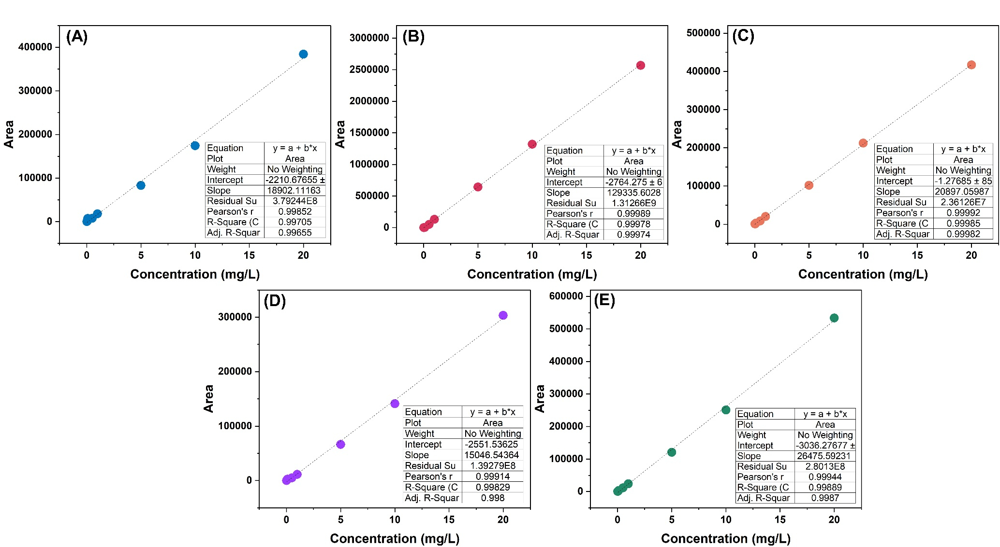 (A)
400000
300000
200000
100000
0
Area
0 5 10 15 20
Concentration (mg/L)
Equation y = a + b*x
Plot Area
Weight No Weighting
Intercept -2210.67655 ±
Slope 18902.11163
Residual Su 3.79244E8
Pearson's r 0.99852
R-Square (C 0.99705
Adj. R-Squar 0.99655
(B)
3000000
2500000
2000000
1500000
1000000
500000
0
Area
0 5 10 15 20
Concentration (mg/L)
Equation y = a + b*x
Plot Area
Weight No Weighting
Intercept -2764.275 ± 6
Slope 129335.6028
Residual Su 1.31266E9
Pearson's r 0.99989
R-Square (C 0.99978
Adj. R-Squar 0.99974
(C)
500000
400000
300000
200000
100000
0
Area
0 5 10 15 20
Concentration (mg/L)
Equation y = a + b*x
Plot Area
Weight No Weighting
Intercept -1.27685 ± 85
Slope 20897.05987
Residual Su 2.36126E7
Pearson's r 0.99992
R-Square (C 0.99985
Adj. R-Squar 0.99982
(D)
300000
200000
100000
0
Area
0 5 10 15 20
Concentration (mg/L)
Equation y = a + b*x
Plot Area
Weight No Weighting
Intercept -2551.53625
Slope 15046.54364
Residual Su 1.39279E8
Pearson's r 0.99914
R-Square (C 0.99829
Adj. R-Squar 0.998
(E)
600000
500000
400000
300000
200000
100000
0
Area
0 5 10 15 20
Concentration (mg/L)
Equation y = a + b*x
Plot Area
Weight No Weighting
Intercept -3036.27677 ±
Slope 26475.59231
Residual Su 2.8013E8
Pearson's r 0.99944
R-Square (C 0.99889
Adj. R-Squar 0.9987